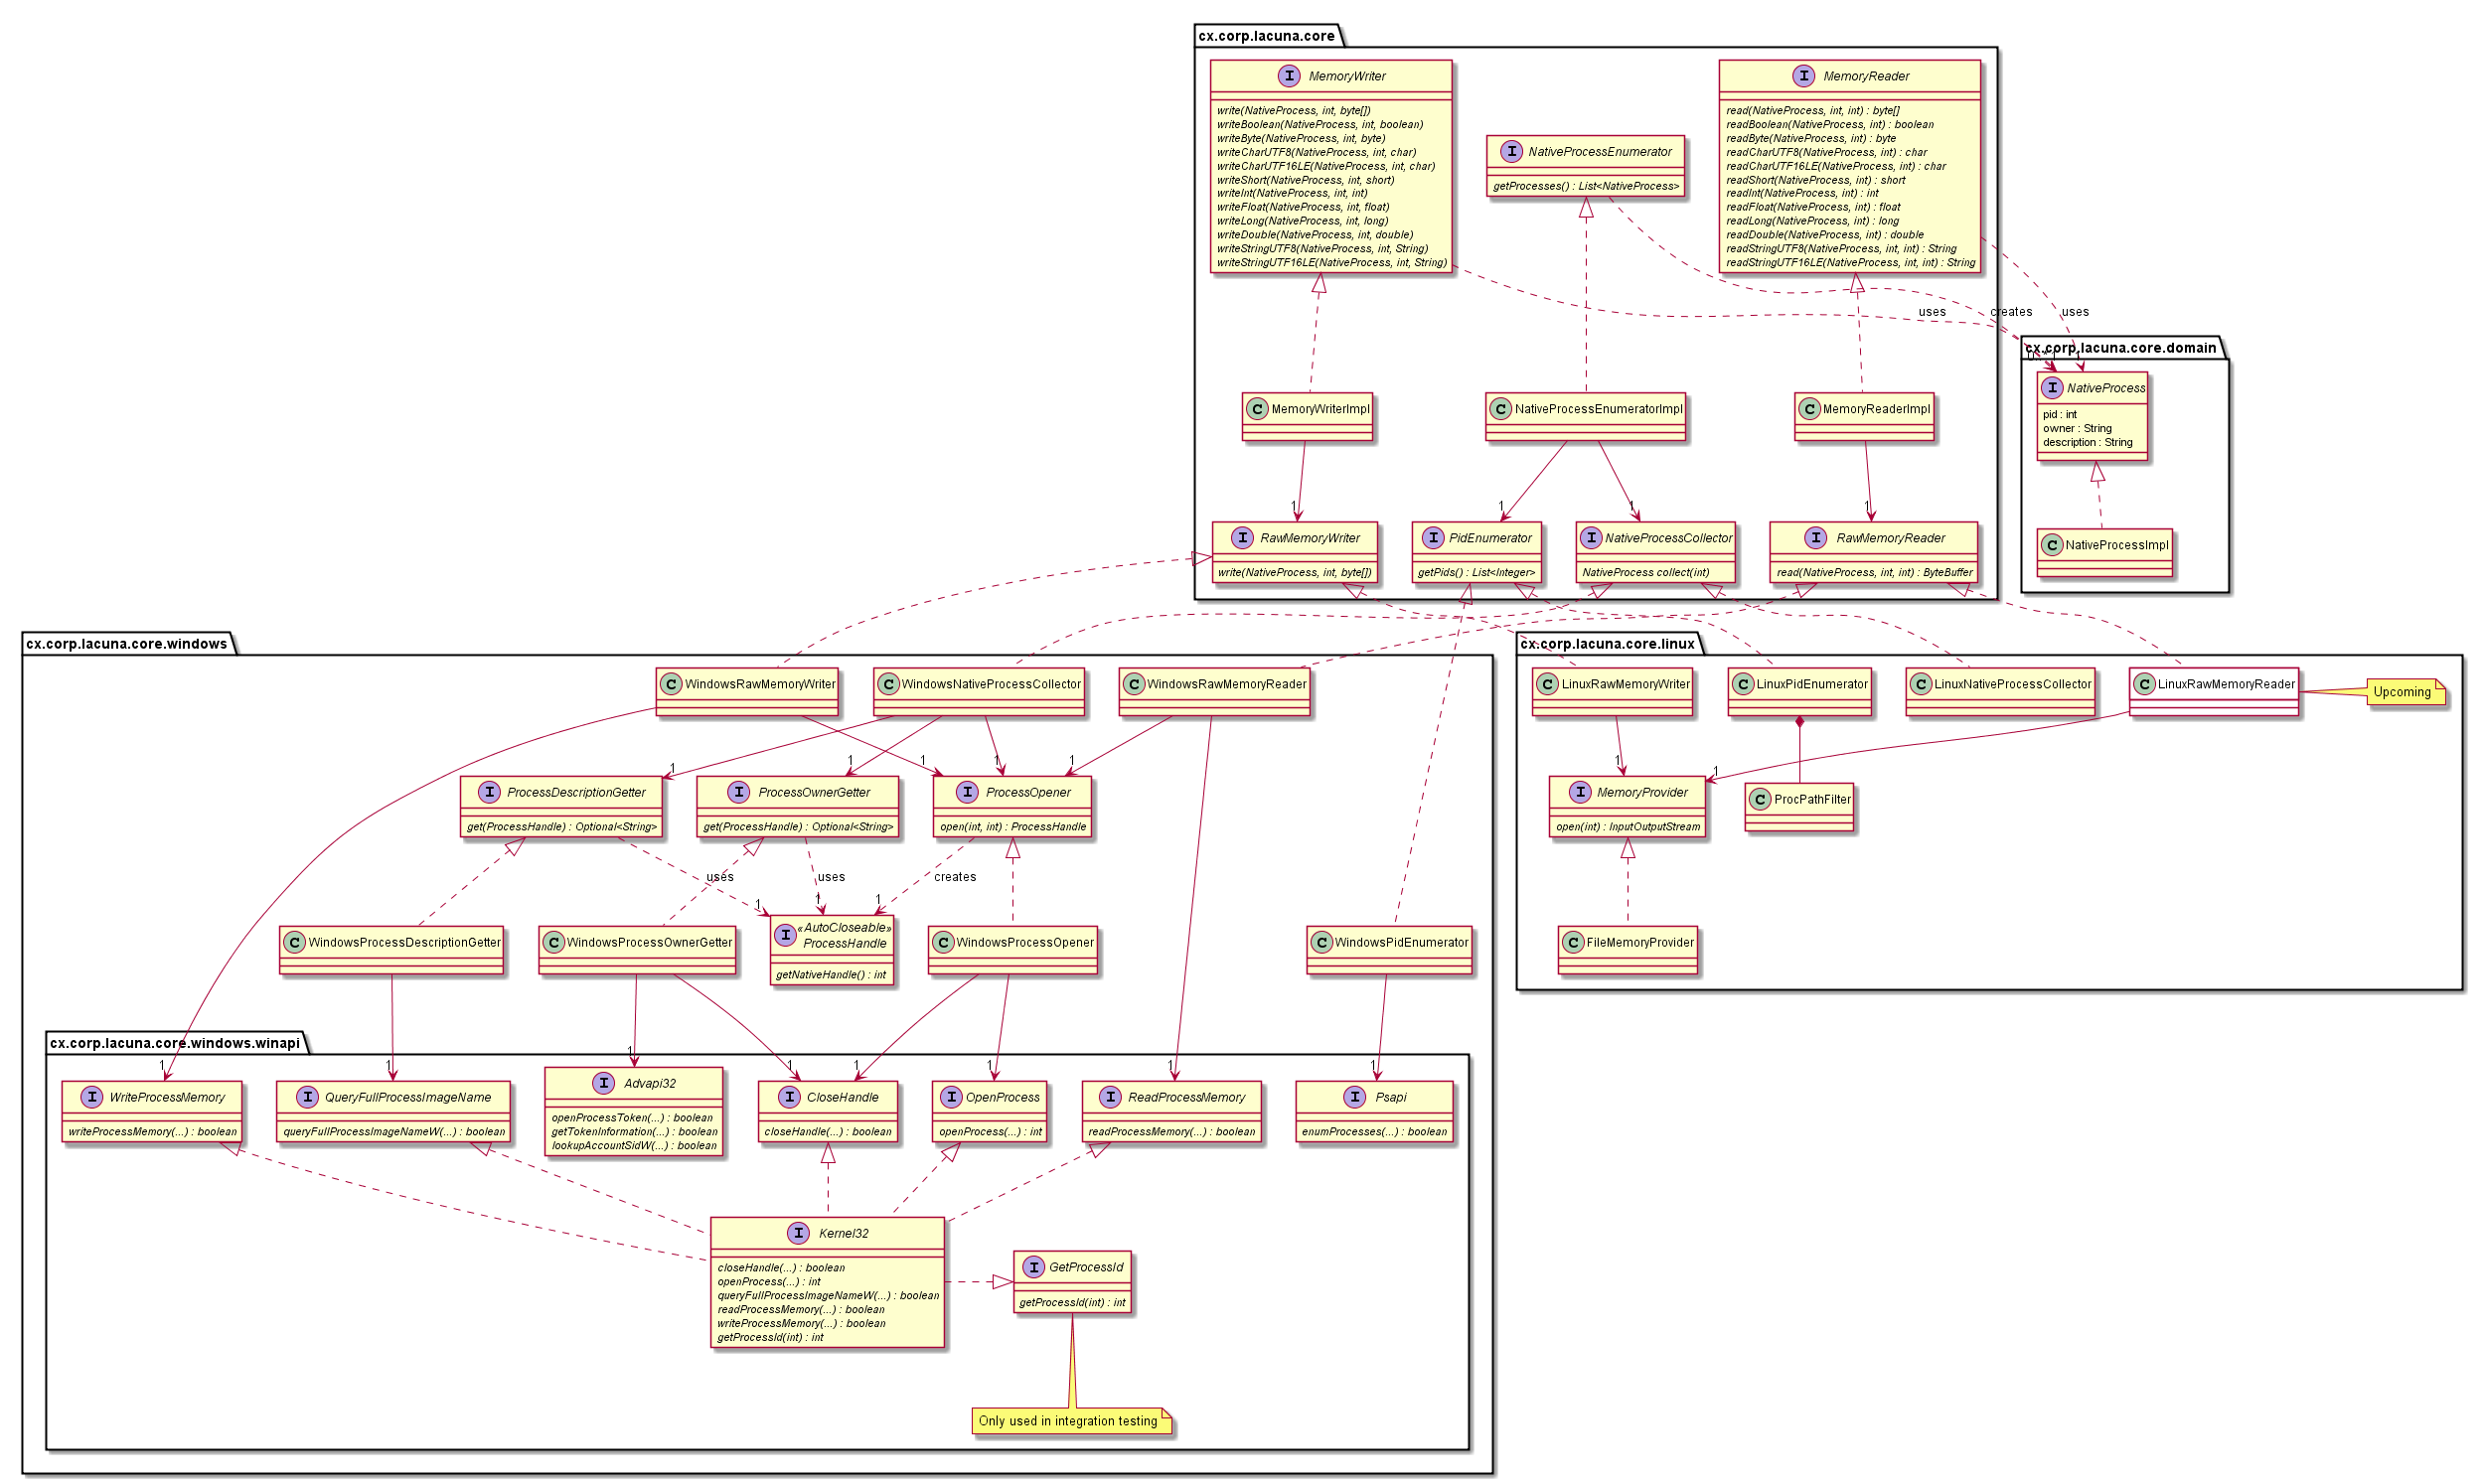 cx.corp.lacuna.core
I MemoryWriter
write(NativeProcess, int, byte[])
writeBoolean(NativeProcess, int, boolean)
writeByte(NativeProcess, int, byte)
writeCharUTF8(NativeProcess, int, char)
writeCharUTF16LE(NativeProcess, int, char)
writeShort(NativeProcess, int, short)
writeInt(NativeProcess, int, int)
writeFloat(NativeProcess, int, float)
writeLong(NativeProcess, int, long)
writeDouble(NativeProcess, int, double)
writeStringUTF8(NativeProcess, int, String)
writeStringUTF16LE(NativeProcess, int, String)
I NativeProcessEnumerator
getProcesses() : List<NativeProcess>
I MemoryReader
read(NativeProcess, int, int) : byte[]
readBoolean(NativeProcess, int) : boolean
readByte(NativeProcess, int) : byte
readCharUTF8(NativeProcess, int) : char
readCharUTF16LE(NativeProcess, int) : char
readShort(NativeProcess, int) : short
readInt(NativeProcess, int) : int
readFloat(NativeProcess, int) : float
readLong(NativeProcess, int) : long
readDouble(NativeProcess, int) : double
readStringUTF8(NativeProcess, int, int) : String
readStringUTF16LE(NativeProcess, int, int) : String
uses
creates
uses
C MemoryWriterImpl
C NativeProcessEnumeratorImpl
C MemoryReaderImpl
1
1
1
1
I RawMemoryWriter
write(NativeProcess, int, byte[])
I PidEnumerator
getPids() : List<Integer>
I NativeProcessCollector
NativeProcess collect(int)
I RawMemoryReader
read(NativeProcess, int, int) : ByteBuffer
cx.corp.lacuna.core.domain
I NativeProcess
pid : int
owner : String
description : String
C NativeProcessImpl
cx.corp.lacuna.core.windows
C WindowsRawMemoryWriter
C WindowsNativeProcessCollector
C WindowsRawMemoryReader
1
1
1
1
1
I ProcessDescriptionGetter
get(ProcessHandle) : Optional<String>
I ProcessOwnerGetter
get(ProcessHandle) : Optional<String>
I ProcessOpener
open(int, int) : ProcessHandle
uses
uses
creates
1
1
1
C WindowsProcessDescriptionGetter
C WindowsProcessOwnerGetter
I «AutoCloseable»
ProcessHandle
getNativeHandle() : int
C WindowsProcessOpener
C WindowsPidEnumerator
cx.corp.lacuna.core.windows.winapi
1
1
1
1
1
1
1
1
I WriteProcessMemory
writeProcessMemory(...) : boolean
I QueryFullProcessImageName
queryFullProcessImageNameW(...) : boolean
I Advapi32
openProcessToken(...) : boolean
getTokenInformation(...) : boolean
lookupAccountSidW(...) : boolean
I CloseHandle
closeHandle(...) : boolean
I OpenProcess
openProcess(...) : int
I ReadProcessMemory
readProcessMemory(...) : boolean
I Psapi
enumProcesses(...) : boolean
I Kernel32
closeHandle(...) : boolean
openProcess(...) : int
queryFullProcessImageNameW(...) : boolean
readProcessMemory(...) : boolean
writeProcessMemory(...) : boolean
getProcessId(int) : int
I GetProcessId
getProcessId(int) : int
Only used in integration testing
cx.corp.lacuna.core.linux
C LinuxRawMemoryWriter
C LinuxPidEnumerator
C LinuxNativeProcessCollector
C LinuxRawMemoryReader
Upcoming
1
1
I MemoryProvider
open(int) : InputOutputStream
C ProcPathFilter
C FileMemoryProvider